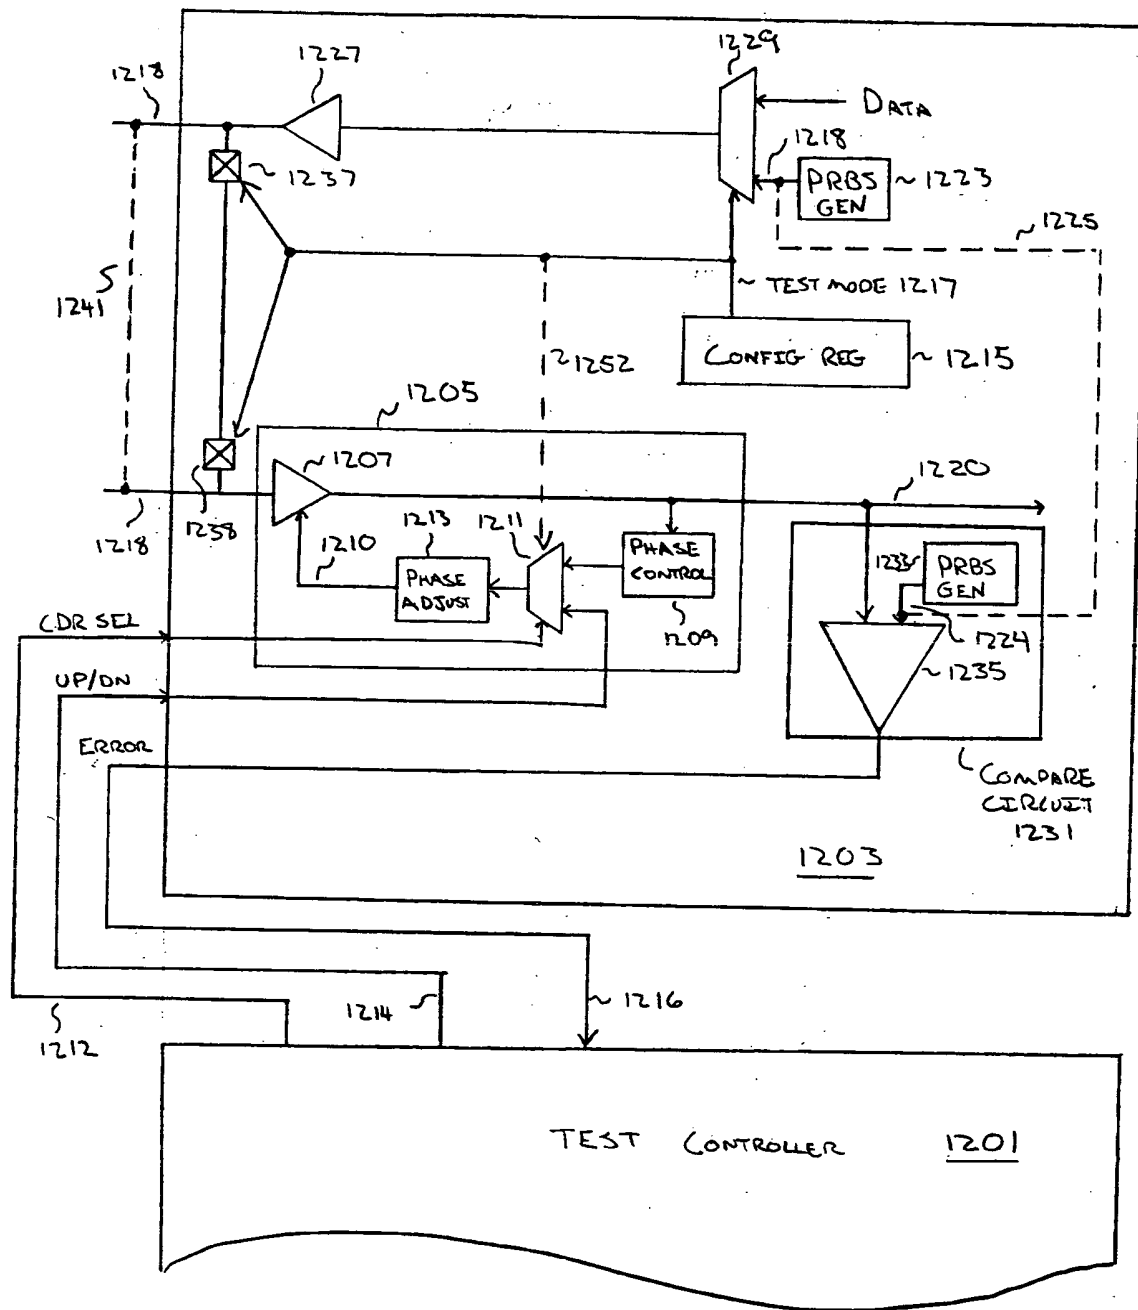 1229
1227
1218
DATA
1218
PRBS
GEN
1223
1237
1225
1241
TEST MODE 1217
CONFIG REG
1215
1252
1205
1207
1220
1238
1218
1213
1211
1210
PHASE
ADJUST
PHASE
CONTROL
1209
1233
PRBS
GEN
1224
1235
CDR SEL
UP/DN
ERROR
COMPARE
CIRCUIT
1231
1203
1214
1216
1212
TEST CONTROLLER 1201